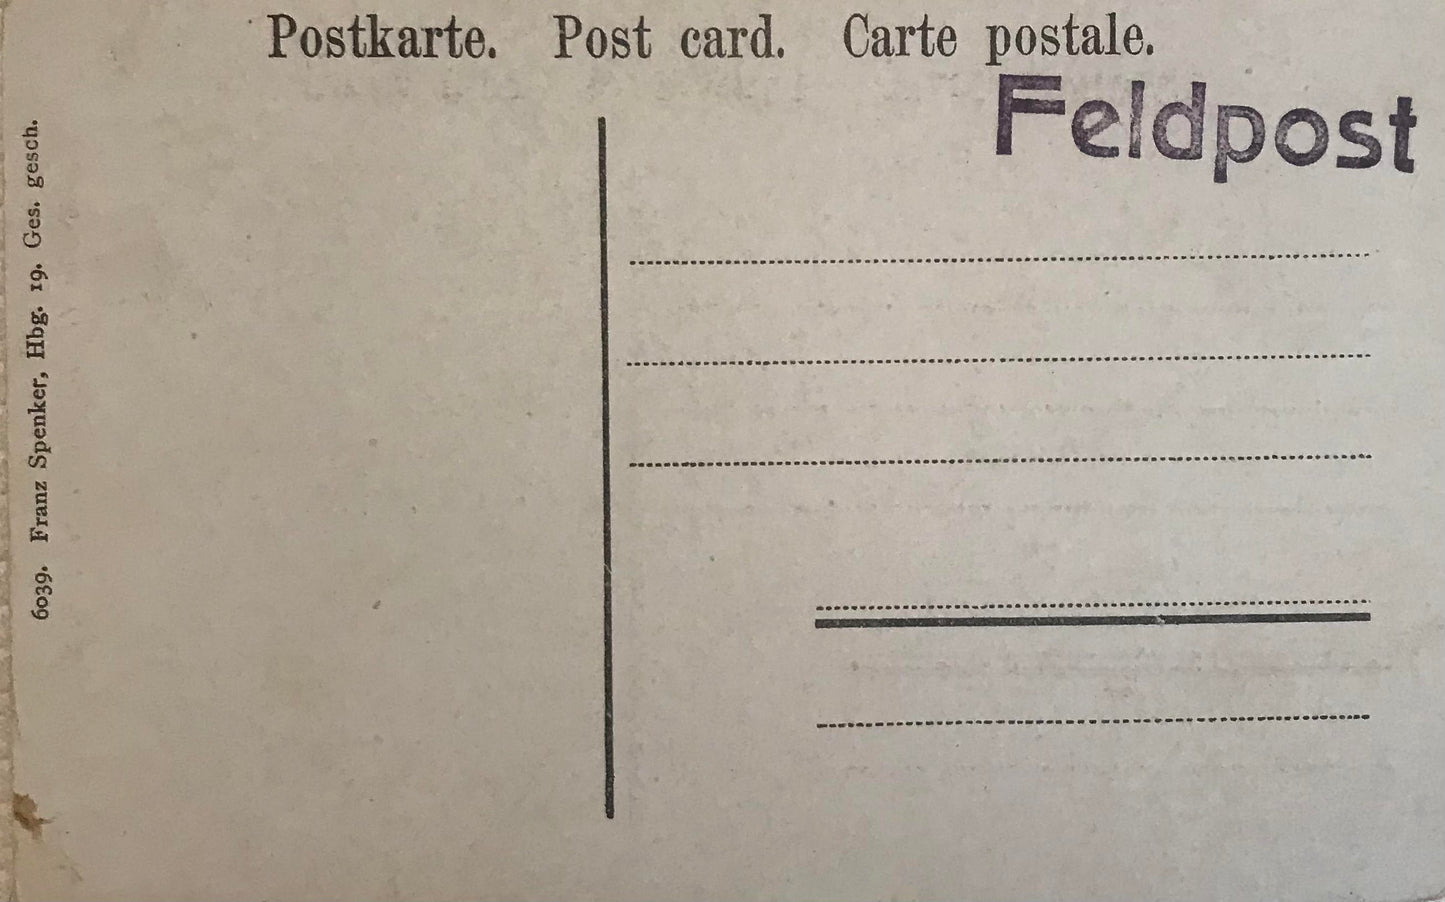 Postkarte. Post card. Carte postale.
Feldpost
6039. Franz Spenker, Hbg. 19. Ges. gesch.